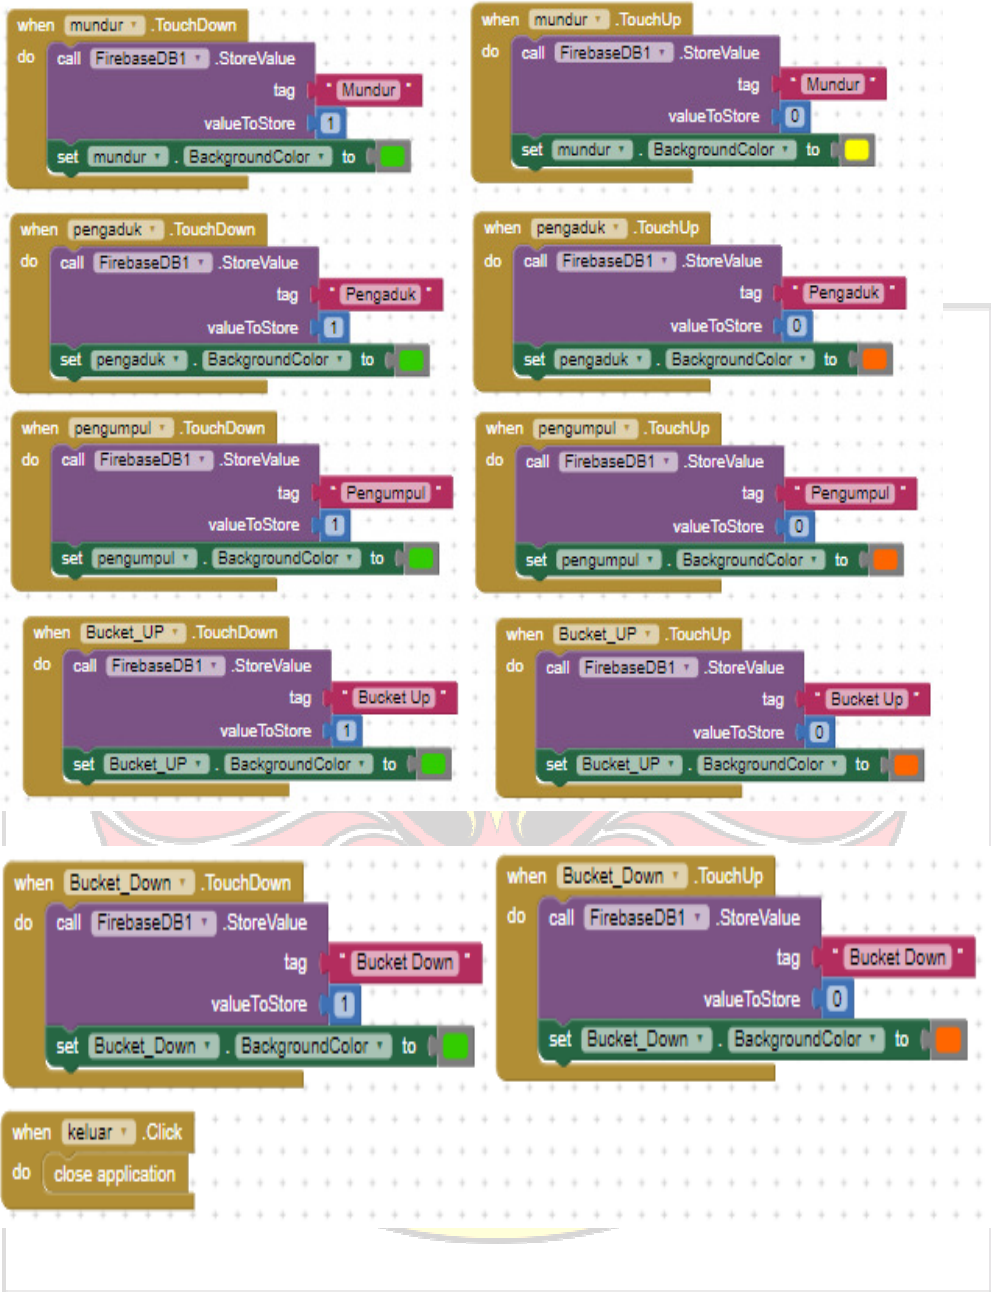 when mundur .TouchDown
do call FirebaseDB1 .StoreValue
tag " Mundur "
valueToStore 1
set mundur . BackgroundColor to
when mundur .TouchUp
do call FirebaseDB1 .StoreValue
tag " Mundur "
valueToStore 0
set mundur . BackgroundColor to
when pengaduk .TouchDown
do call FirebaseDB1 .StoreValue
tag " Pengaduk "
valueToStore 1
set pengaduk . BackgroundColor to
when pengaduk .TouchUp
do call FirebaseDB1 .StoreValue
tag " Pengaduk "
valueToStore 0
set pengaduk . BackgroundColor to
when pengumpul .TouchDown
do call FirebaseDB1 .StoreValue
tag " Pengumpul "
valueToStore 1
set pengumpul . BackgroundColor to
when pengumpul .TouchUp
do call FirebaseDB1 .StoreValue
tag " Pengumpul "
valueToStore 0
set pengumpul . BackgroundColor to
when Bucket_UP .TouchDown
do call FirebaseDB1 .StoreValue
tag " Bucket Up "
valueToStore 1
set Bucket_UP . BackgroundColor to
when Bucket_UP .TouchUp
do call FirebaseDB1 .StoreValue
tag " Bucket Up "
valueToStore 0
set Bucket_UP . BackgroundColor to
when Bucket_Down .TouchDown
do call FirebaseDB1 .StoreValue
tag " Bucket Down "
valueToStore 1
set Bucket_Down . BackgroundColor to
when Bucket_Down .TouchUp
do call FirebaseDB1 .StoreValue
tag " Bucket Down "
valueToStore 0
set Bucket_Down . BackgroundColor to
when keluar .Click
do close application